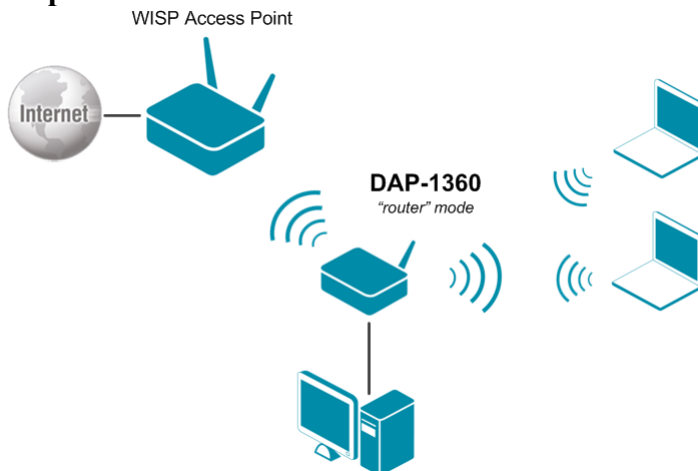 WISP Access Point
Internet
DAP-1360
"router" mode